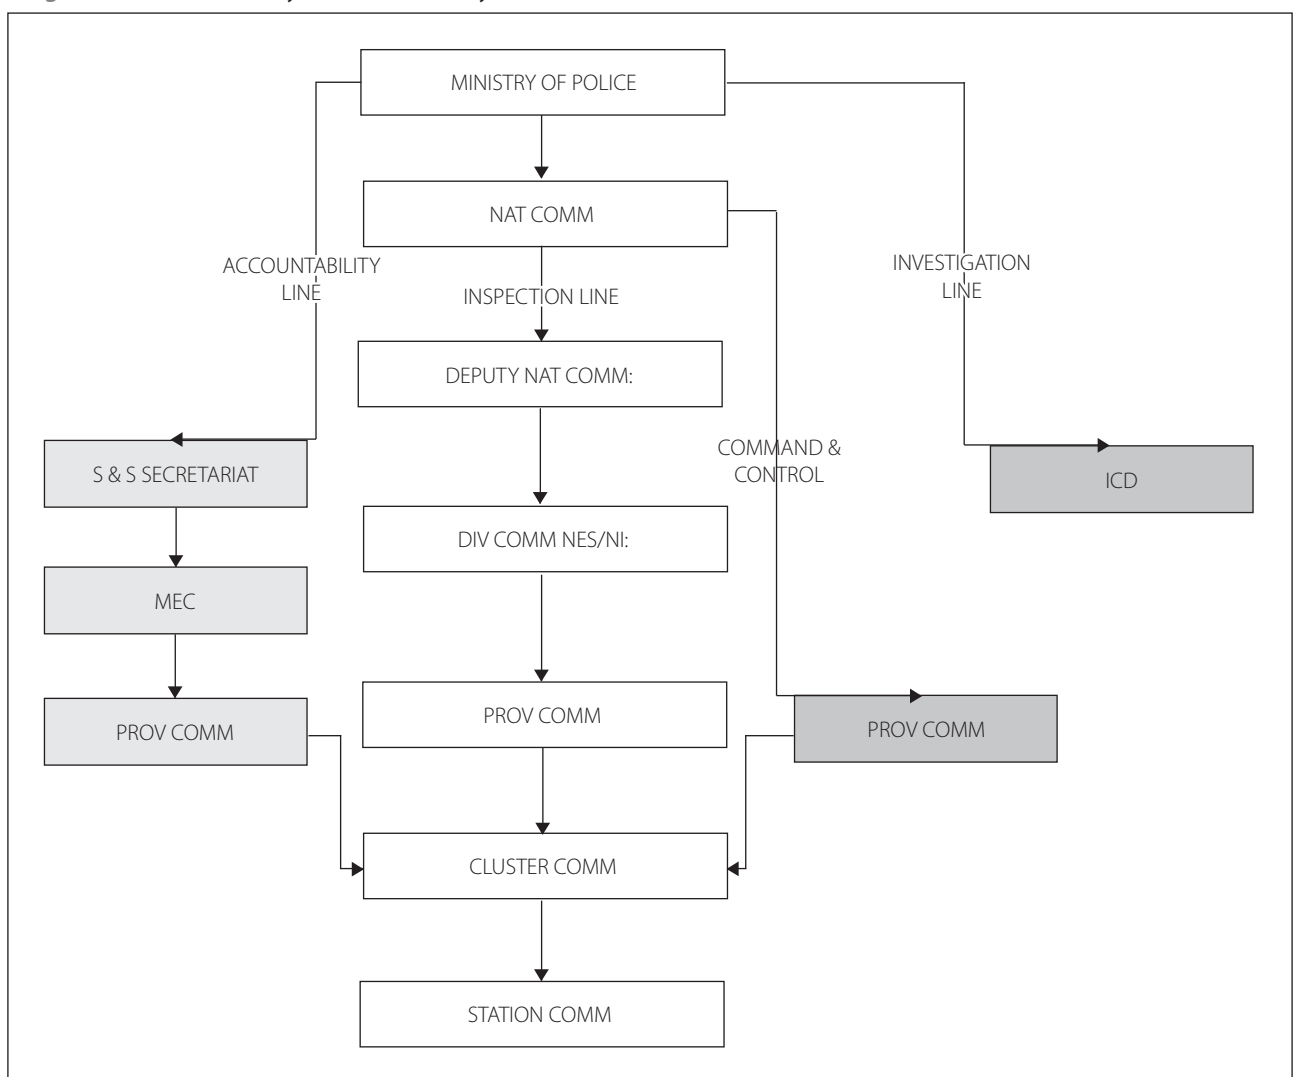 MINISTRY OF POLICE
NAT COMM
ACCOUNTABILITY
LINE
INSPECTION LINE
INVESTIGATION
LINE
DEPUTY NAT COMM:
COMMAND &
CONTROL
S & S SECRETARIAT
ICD
DIV COMM NES/NI:
MEC
PROV COMM
PROV COMM
PROV COMM
CLUSTER COMM
STATION COMM